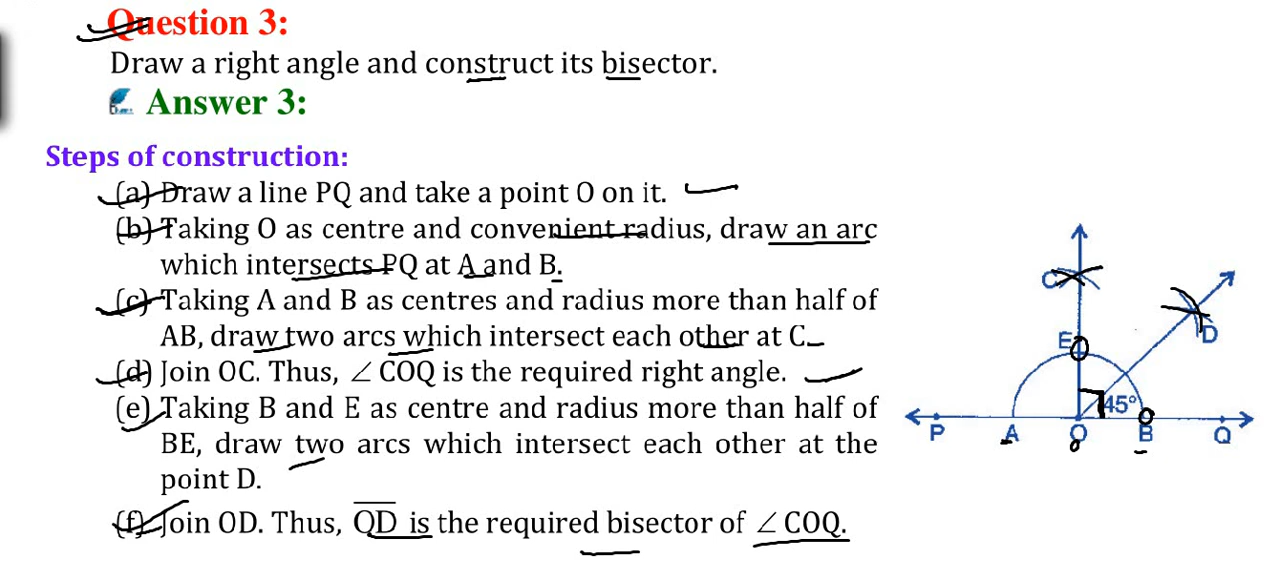 Question 3:
Draw a right angle and construct its bisector.
Answer 3:
Steps of construction:
(a) Draw a line PQ and take a point O on it.
(b) Taking O as centre and convenient radius, draw an arc
which intersects PQ at A and B.
(c) Taking A and B as centres and radius more than half of
AB, draw two arcs which intersect each other at C.
(d) Join OC. Thus, ∠ COQ is the required right angle.
(e) Taking B and E as centre and radius more than half of
BE, draw two arcs which intersect each other at the
point D.
(f) Join OD. Thus, O̅D̅ is the required bisector of ∠ COQ.
C
E
D
45°
P A O B Q